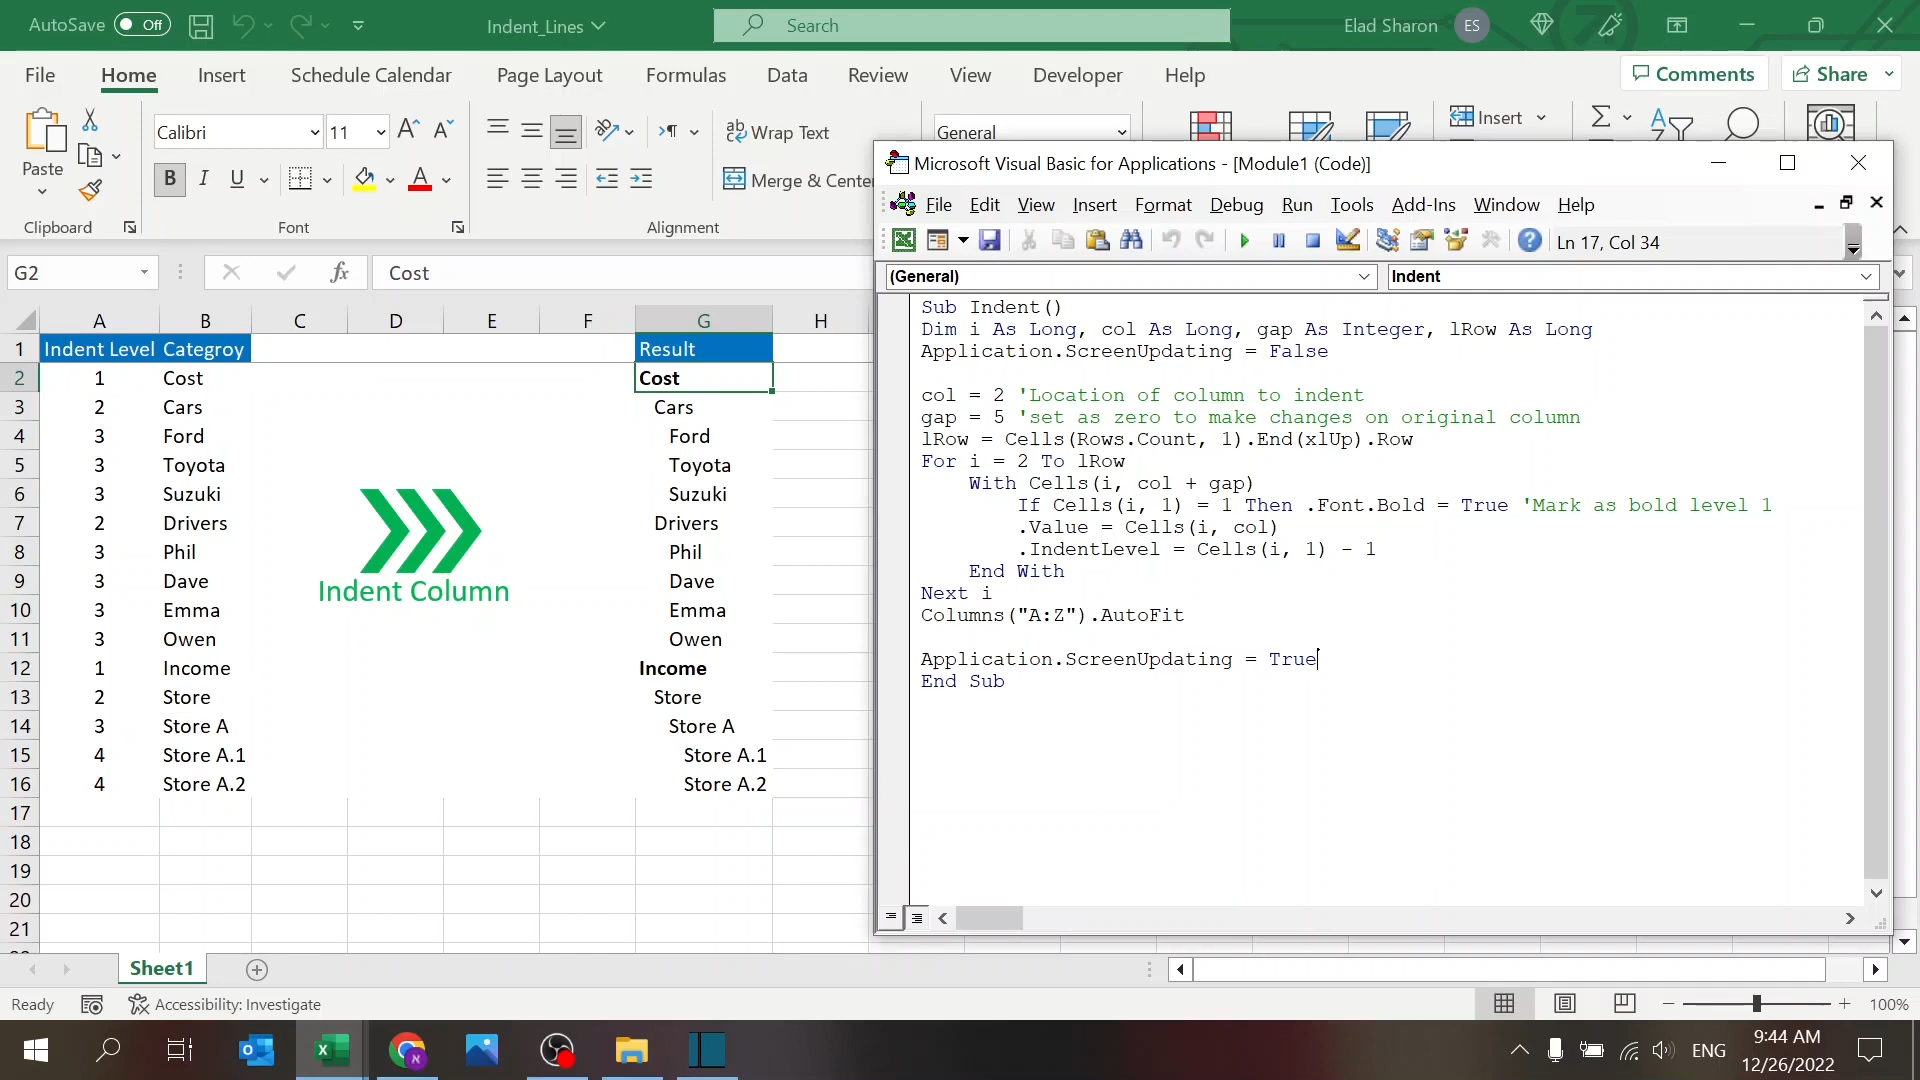 AutoSave Off
Indent_Lines
Search
Elad Sharon ES
File Home Insert Schedule Calendar Page Layout Formulas Data Review View Developer Help
Comments Share
Paste
Clipboard
Calibri 11
B I U A
Font
ab Wrap Text
Merge & Cente
Alignment
General
Insert
G2 fx Cost
A B C D E F G H
1 Indent Level Categroy Result
2 1 Cost Cost
3 2 Cars Cars
4 3 Ford Ford
5 3 Toyota Toyota
6 3 Suzuki Suzuki
7 2 Drivers Drivers
8 3 Phil Phil
9 3 Dave Dave
10 3 Emma Emma
11 3 Owen Owen
12 1 Income Income
13 2 Store Store
14 3 Store A Store A
15 4 Store A.1 Store A.1
16 4 Store A.2 Store A.2
17
18
19
20
21
Indent Column
Microsoft Visual Basic for Applications - [Module1 (Code)]
File Edit View Insert Format Debug Run Tools Add-Ins Window Help
Ln 17, Col 34
(General) Indent
Sub Indent()
Dim i As Long, col As Long, gap As Integer, lRow As Long
Application.ScreenUpdating = False
col = 2 'Location of column to indent
gap = 5 'set as zero to make changes on original column
lRow = Cells(Rows.Count, 1).End(xlUp).Row
For i = 2 To lRow
With Cells(i, col + gap)
If Cells(i, 1) = 1 Then .Font.Bold = True 'Mark as bold level 1
.Value = Cells(i, col)
.IndentLevel = Cells(i, 1) - 1
End With
Next i
Columns("A:Z").AutoFit
Application.ScreenUpdating = True
End Sub
Sheet1
Ready Accessibility: Investigate
100%
ENG
9:44 AM
12/26/2022